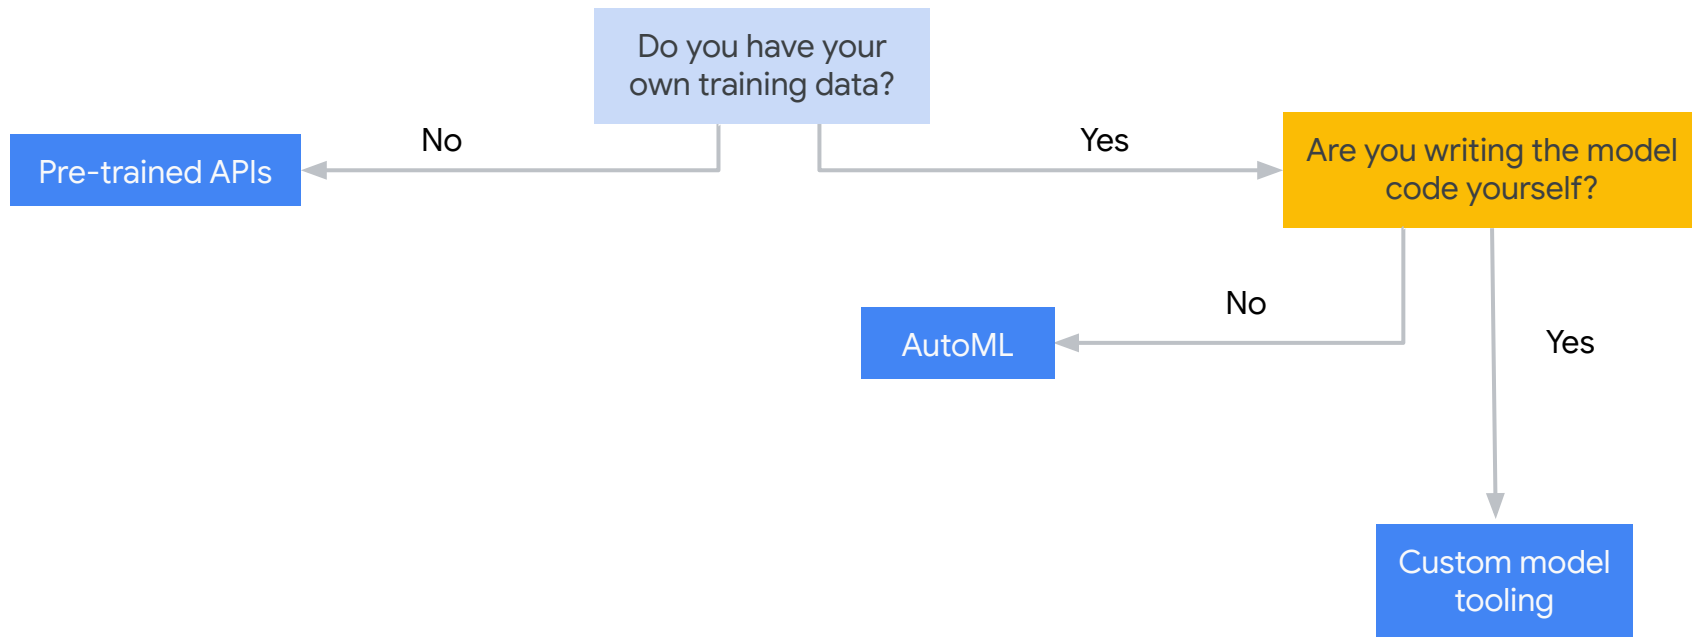 Do you have your
own training data?
No
Yes
Pre-trained APIs
Are you writing the model
code yourself?
No
AutoML
Yes
Custom model
tooling